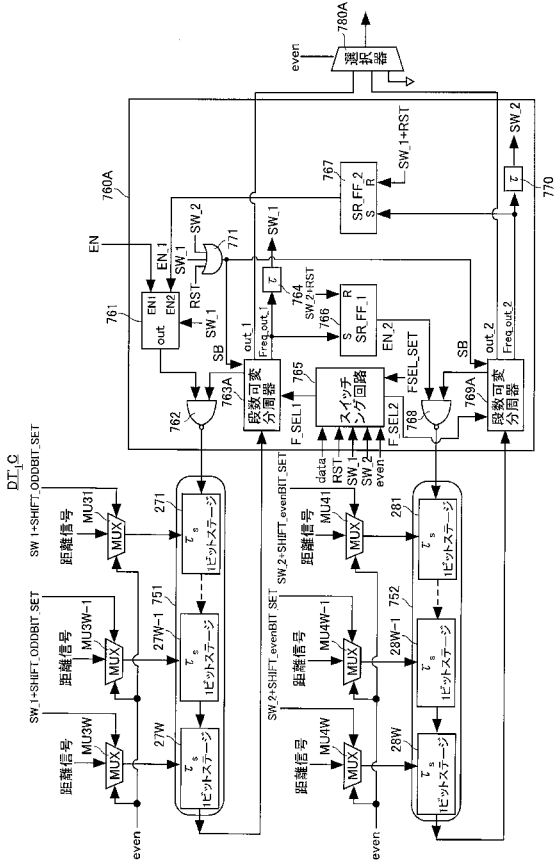 DT_C
SW_1+SHIFT_ODDBIT_SET
距離信号
MU3W
MUX
SW_1+SHIFT_ODDBIT_SET
距離信号
MU3W-1
MUX
SW_1+SHIFT_ODDBIT_SET
距離信号
MU31
MUX
even
27W
τs
1ビットステージ
27W-1
τs
1ビットステージ
751
271
τs
1ビットステージ
SW_2+SHIFT_evenBIT_SET
距離信号
MU4W
MUX
SW_2+SHIFT_evenBIT_SET
距離信号
MU4W-1
MUX
SW_2+SHIFT_evenBIT_SET
距離信号
MU41
MUX
even
28W
τs
1ビットステージ
28W-1
τs
1ビットステージ
752
281
τs
1ビットステージ
760A
EN
761
EN1
EN2
out
EN_1
SW_1
762
SW_1
SW_2
RST
771
SB
763A
段数可変
分周器
out_1
Freq_out_1
τ
764
SW_1
SW_2+RST
766
SR_FF_1
S
R
EN_2
F_SEL1
765
スイッチ
ング回路
data
RST
SW_1
SW_2
even
FSEL_SET
F_SEL2
767
SR_FF_2
S
R
SW_1+RST
768
SB
769A
段数可変
分周器
out_2
Freq_out_2
τ
770
SW_2
even
780A
選択器